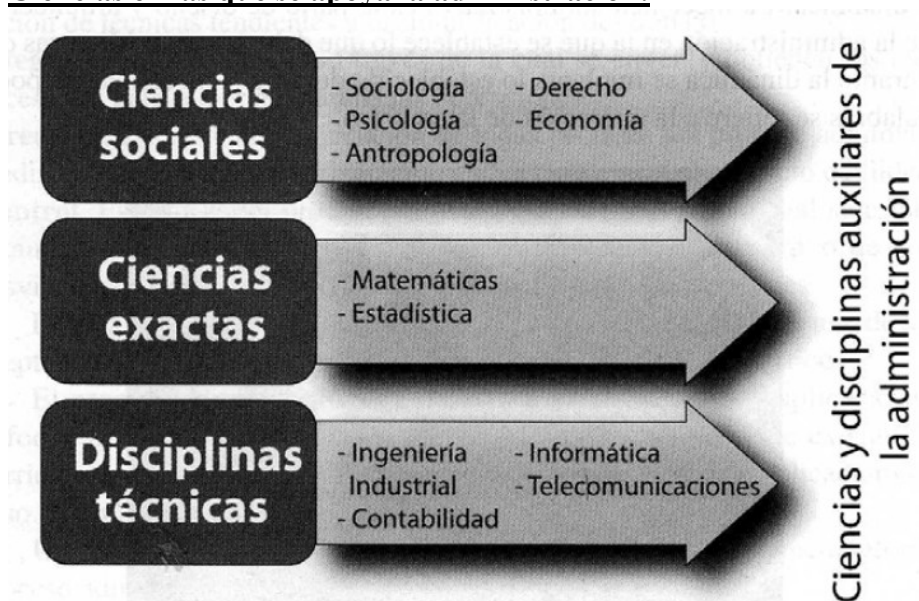 Ciencias
sociales
- Sociología
- Psicología
- Antropología
- Derecho
- Economía
Ciencias
exactas
- Matemáticas
- Estadística
Disciplinas
técnicas
- Ingeniería
Industrial
- Contabilidad
- Informática
- Telecomunicaciones
Ciencias y disciplinas auxiliares de
la administración